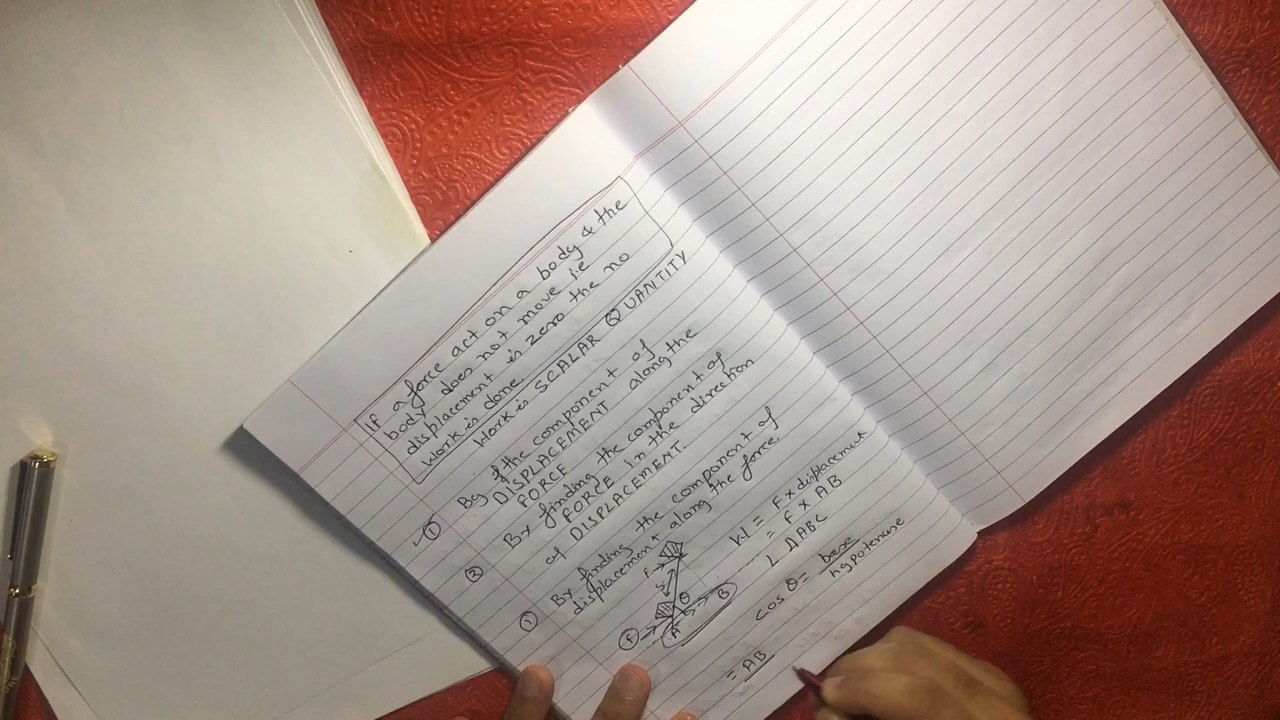 If a force act on a body & the
body does not move ie
displacement is zero the no
work is done.
Work is SCALAR QUANTITY
① By the component of
DISPLACEMENT along the
FORCE
② By finding the component of
FORCE in the direction
of DISPLACEMENT.
① By finding the component of
displacement along the force.
W = F x displacement
= F x AB
L ΔABC
cos θ = base
hypotenuse
= AB
F
S
θ
F
A
B